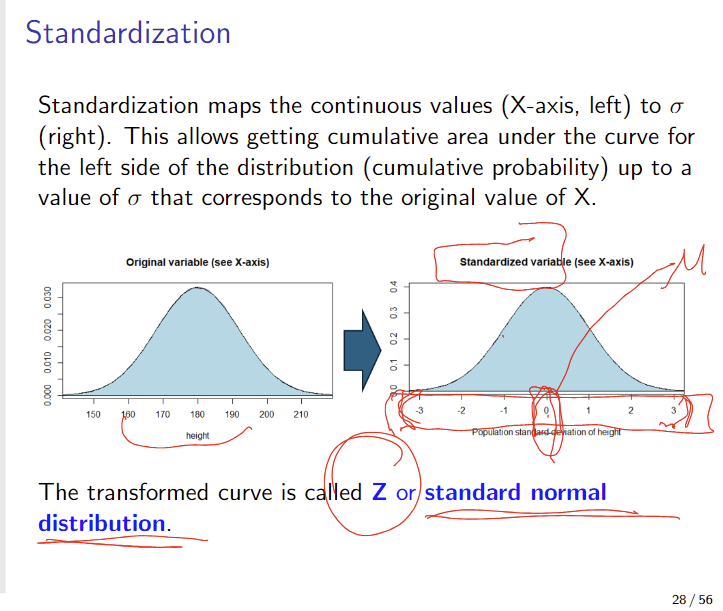 Standardization
Standardization maps the continuous values (X-axis, left) to σ
(right). This allows getting cumulative area under the curve for
the left side of the distribution (cumulative probability) up to a
value of σ that corresponds to the original value of X.
Original variable (see X-axis)
0.000 0.010 0.020 0.030
150 160 170 180 190 200 210
height
Standardized variable (see X-axis)
μ
0.0 0.1 0.2 0.3 0.4
-3 -2 -1 0 1 2 3
Population standard deviation of height
The transformed curve is called Z or standard normal
distribution.
28 / 56